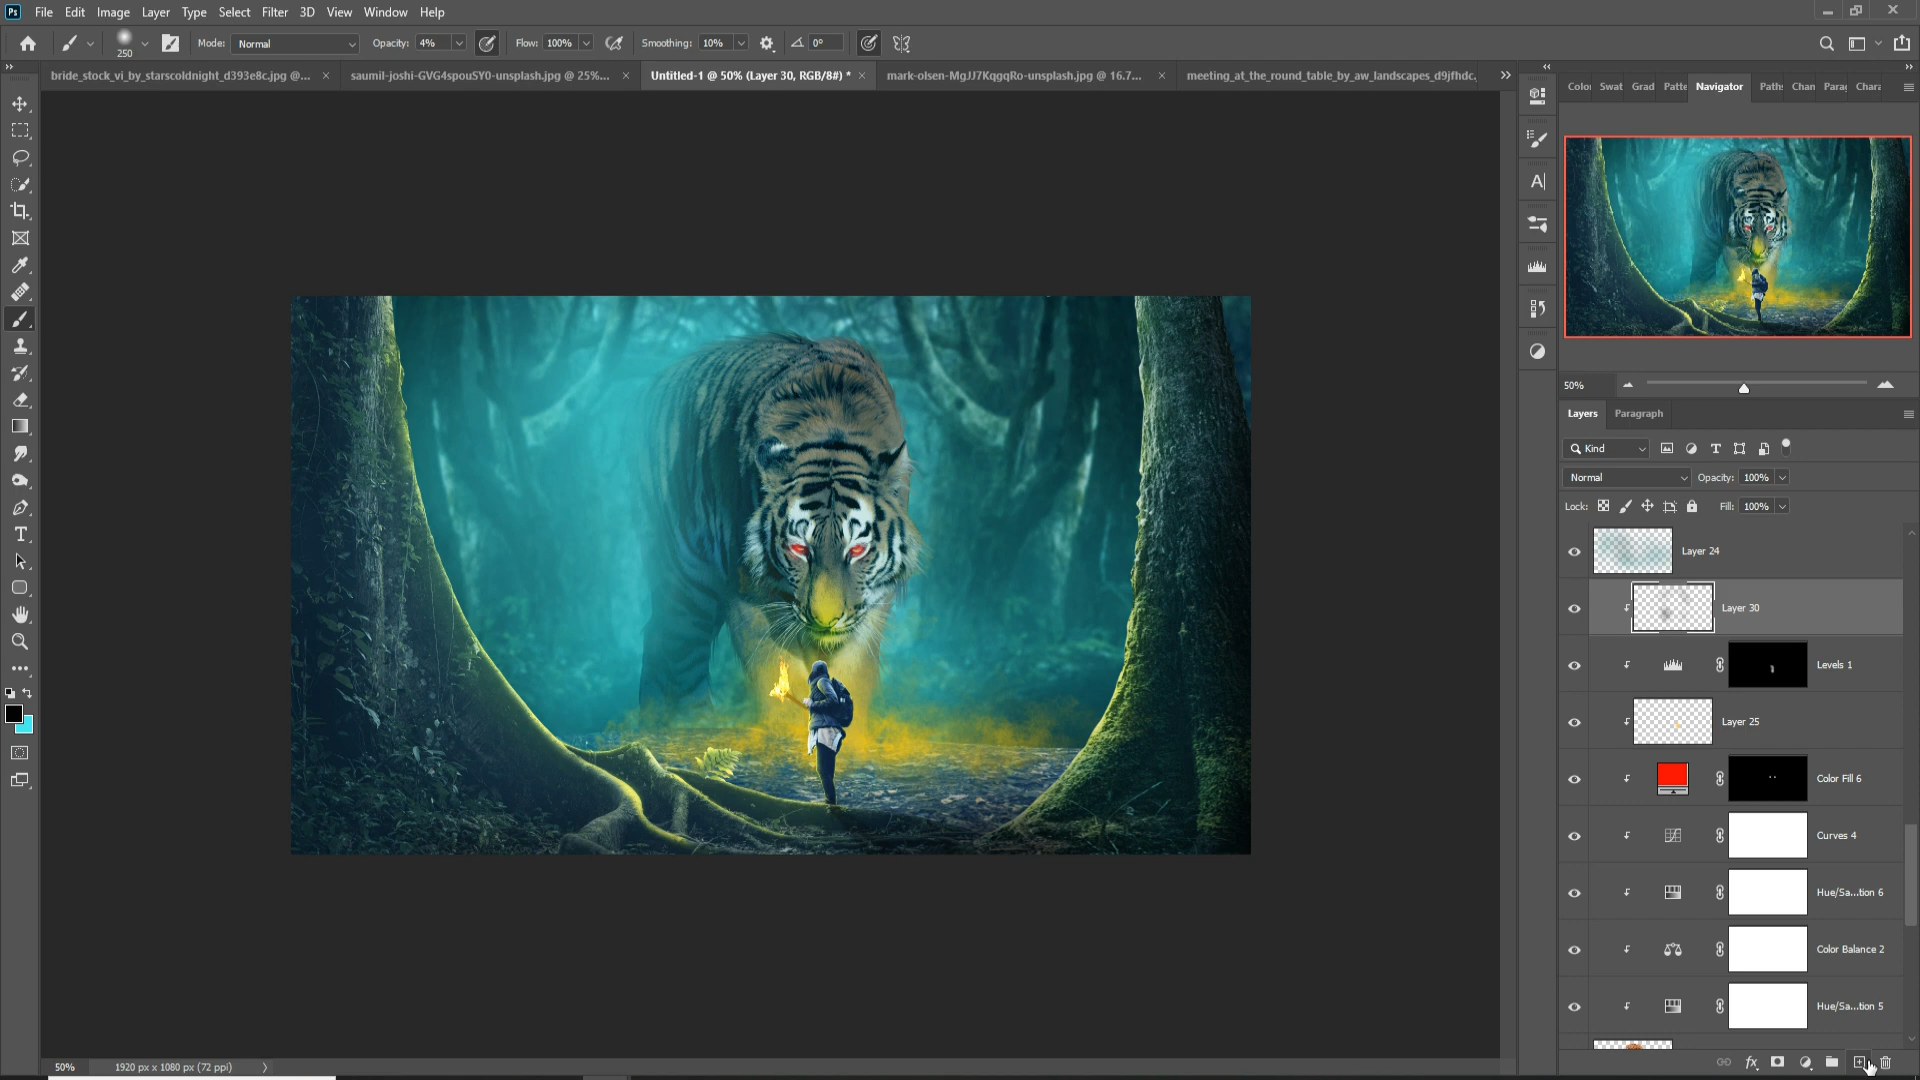 Ps File Edit Image Layer Type Select Filter 3D View Window Help
250 Mode: Normal Opacity: 4% Flow: 100% Smoothing: 10% 0°
bride_stock_vi_by_starscoldnight_d393e8c.jpg @... × saumil-joshi-GVG4spouSY0-unsplash.jpg @ 25%... × Untitled-1 @ 50% (Layer 30, RGB/8#) * × mark-olsen-MgJJ7KqgqRo-unsplash.jpg @ 16.7... × meeting_at_the_round_table_by_aw_landscapes_d9jfhdc.
Color Swat Grad Patte Navigator Paths Chan Parag Chara
50%
Layers Paragraph
Kind
Normal Opacity: 100%
Lock: Fill: 100%
Layer 24
Layer 30
Levels 1
Layer 25
Color Fill 6
Curves 4
Hue/Sa...tion 6
Color Balance 2
Hue/Sa...tion 5
fx
50% 1920 px x 1080 px (72 ppi)